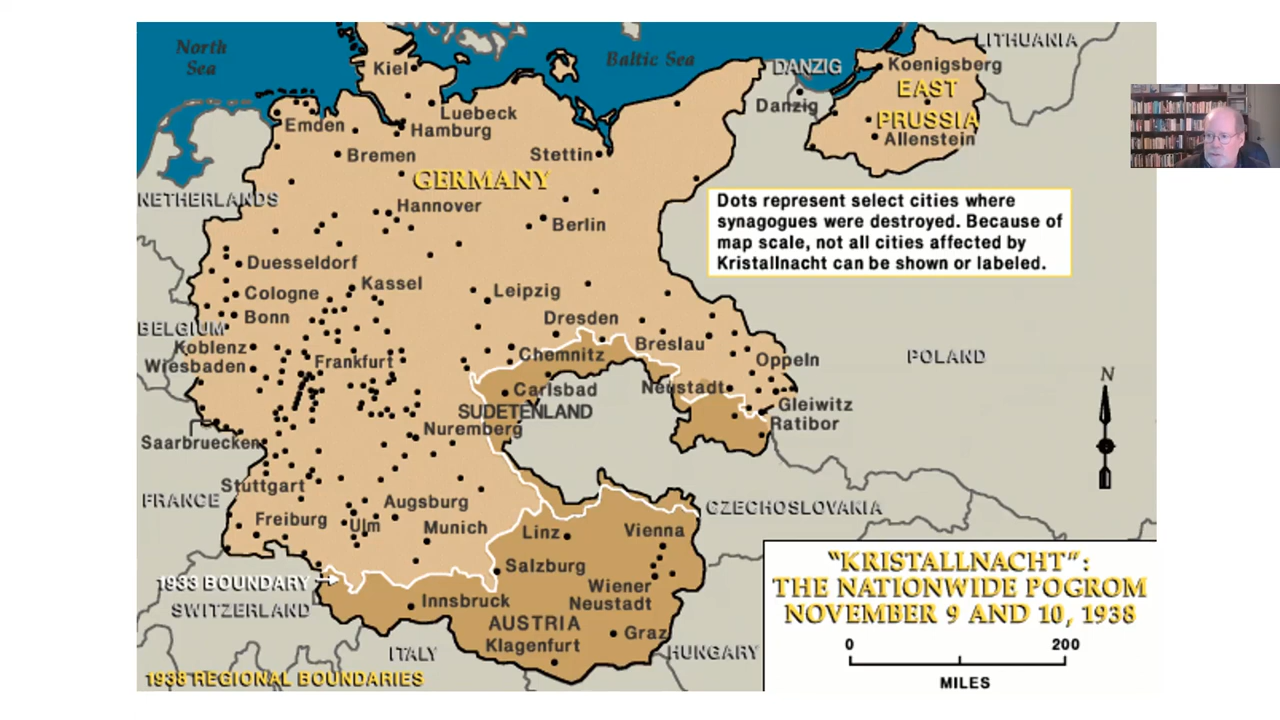 North
Sea
Baltic Sea
LITHUANIA
DANZIG
Kiel
Koenigsberg
EAST
Danzig
Luebeck
PRUSSIA
Emden
Hamburg
Allenstein
Bremen
Stettin
GERMANY
NETHERLANDS
Hannover
Berlin
Dots represent select cities where
synagogues were destroyed. Because of
map scale, not all cities affected by
Kristallnacht can be shown or labeled.
Duesseldorf
Kassel
Cologne
Leipzig
Bonn
Dresden
BELGIUM
Koblenz
Breslau
Chemnitz
POLAND
Wiesbaden
Frankfurt
Oppeln
Carlsbad
Neustadt
SUDETENLAND
Gleiwitz
Ratibor
Nuremberg
Saarbruecken
Stuttgart
FRANCE
Augsburg
CZECHOSLOVAKIA
Freiburg
Ulm
Munich
Linz
Vienna
Salzburg
1933 BOUNDARY
Wiener
Neustadt
SWITZERLAND
Innsbruck
AUSTRIA
Graz
Klagenfurt
ITALY
HUNGARY
1938 REGIONAL BOUNDARIES
N
"KRISTALLNACHT":
THE NATIONWIDE POGROM
NOVEMBER 9 AND 10, 1938
0 200
MILES